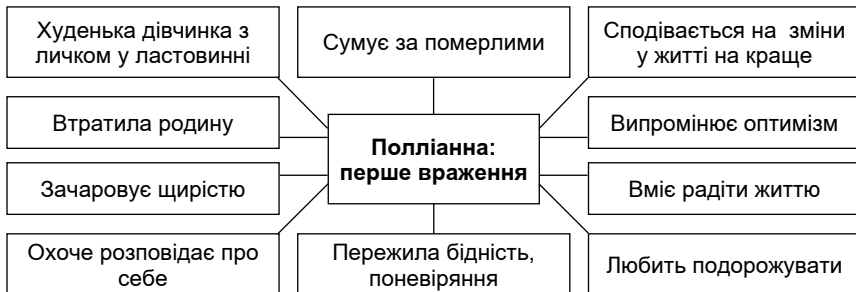 Худенька дівчинка з
личком у ластовинні
Сумує за померлими
Сподівається на зміни
у житті на краще
Втратила родину
Полліанна:
перше враження
Випромінює оптимізм
Зачаровує щирістю
Вміє радіти життю
Охоче розповідає про
себе
Пережила бідність,
поневіряння
Любить подорожувати